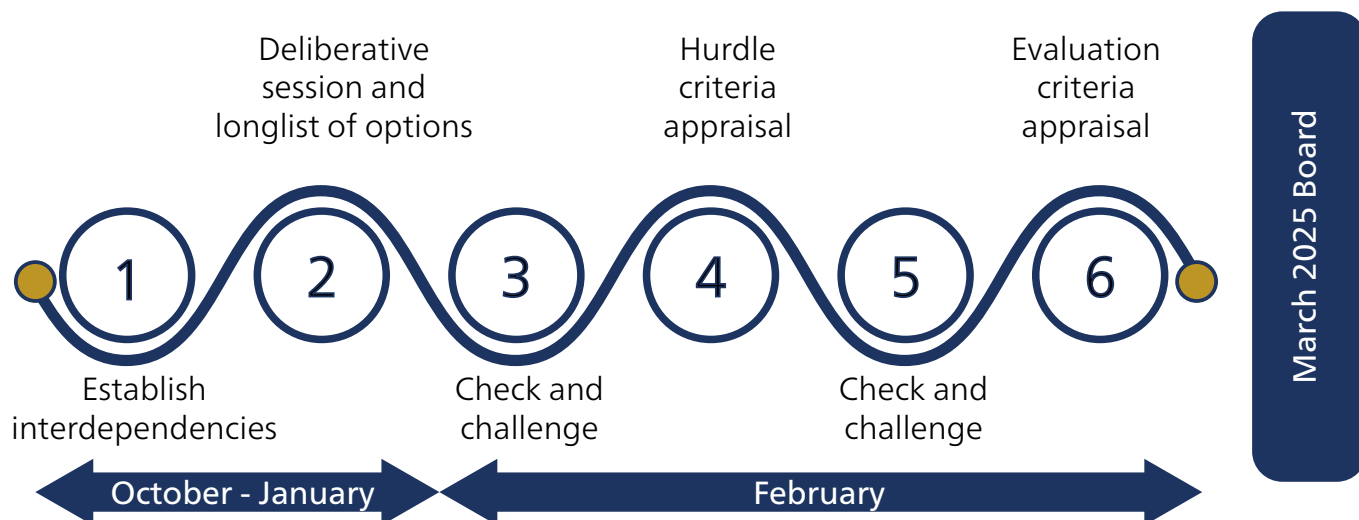 Deliberative
session and
longlist of options
Hurdle
criteria
appraisal
Evaluation
criteria
appraisal
March 2025 Board
1
2
3
4
5
6
Establish
interdependencies
Check and
challenge
Check and
challenge
October - January
February